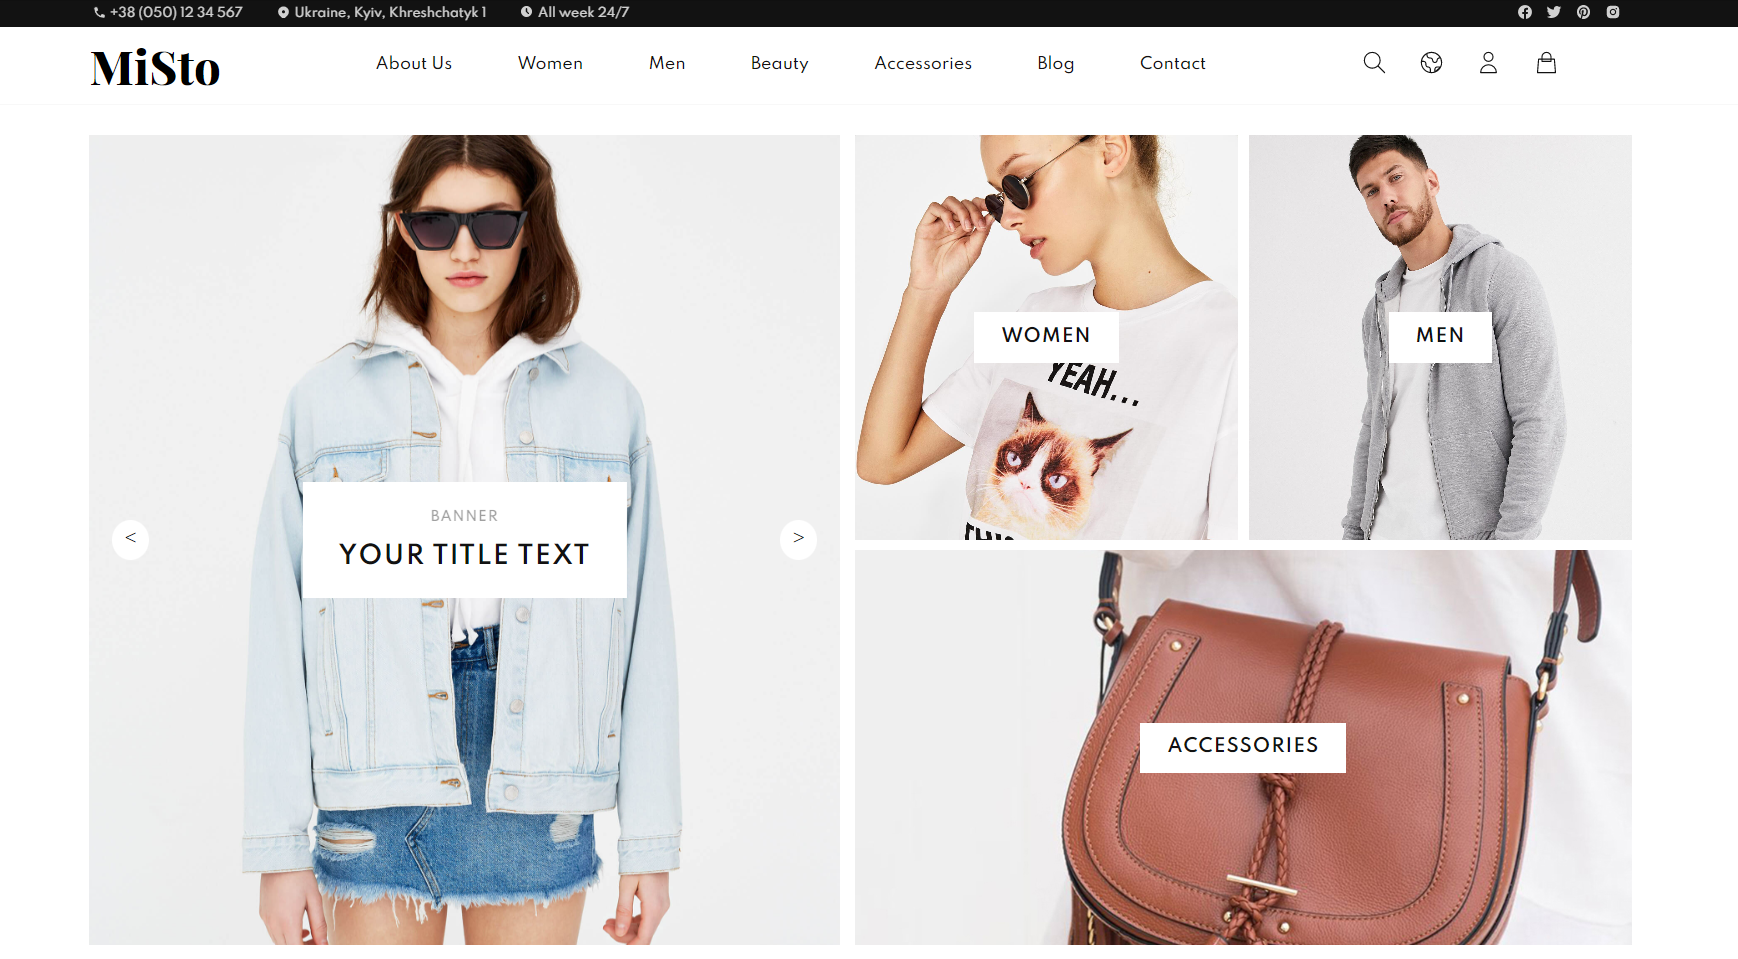 +38 (050) 12 34 567
Ukraine, Kyiv, Khreshchatyk 1
All week 24/7
MiSto
About Us
Women
Men
Beauty
Accessories
Blog
Contact
BANNER
YOUR TITLE TEXT
<
>
WOMEN
YEAH...
MEN
ACCESSORIES